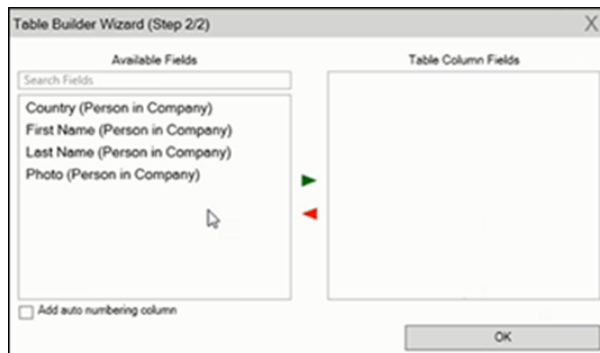 Table Builder Wizard (Step 2/2)
X
Available Fields
Table Column Fields
Search Fields
Country (Person in Company)
First Name (Person in Company)
Last Name (Person in Company)
Photo (Person in Company)
Add auto numbering column
OK